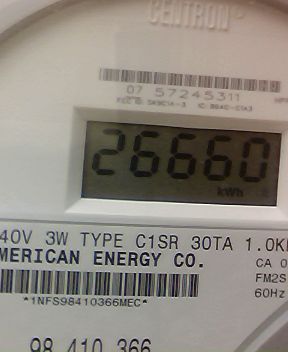 CENTRON
07 57245311
26660
kWh
40V 3W TYPE C1SR 30TA 1.0K
MERICAN ENERGY CO.
CA 0
FM2S
60Hz
*1NFS98410366MEC*
98 410 366